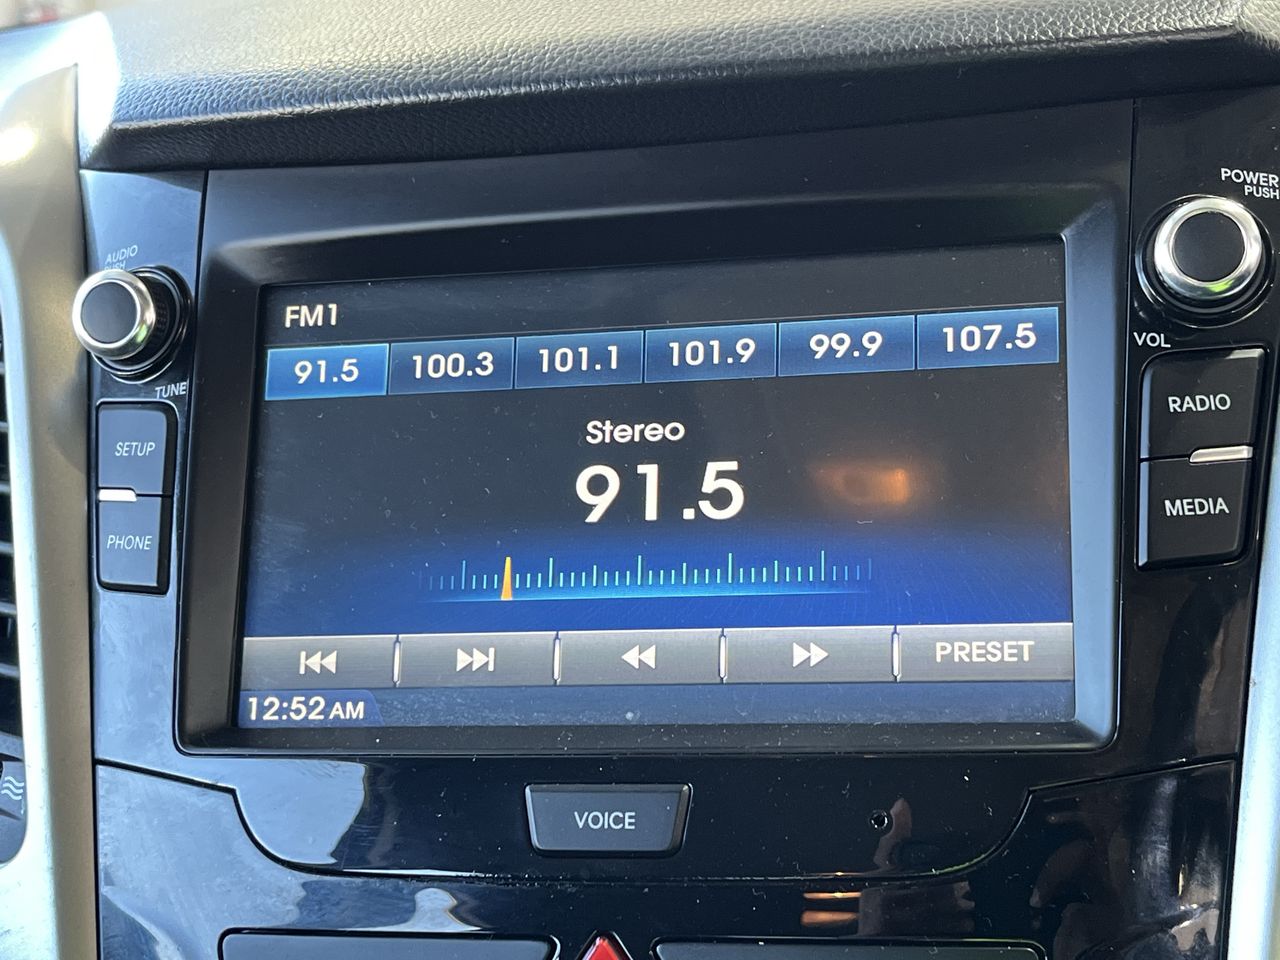 POWER
PUSH
AUDIO
PUSH
FM1
91.5 100.3 101.1 101.9 99.9 107.5
VOL
TUNE
RADIO
Stereo
SETUP
91.5
MEDIA
PHONE
PRESET
12:52 AM
VOICE